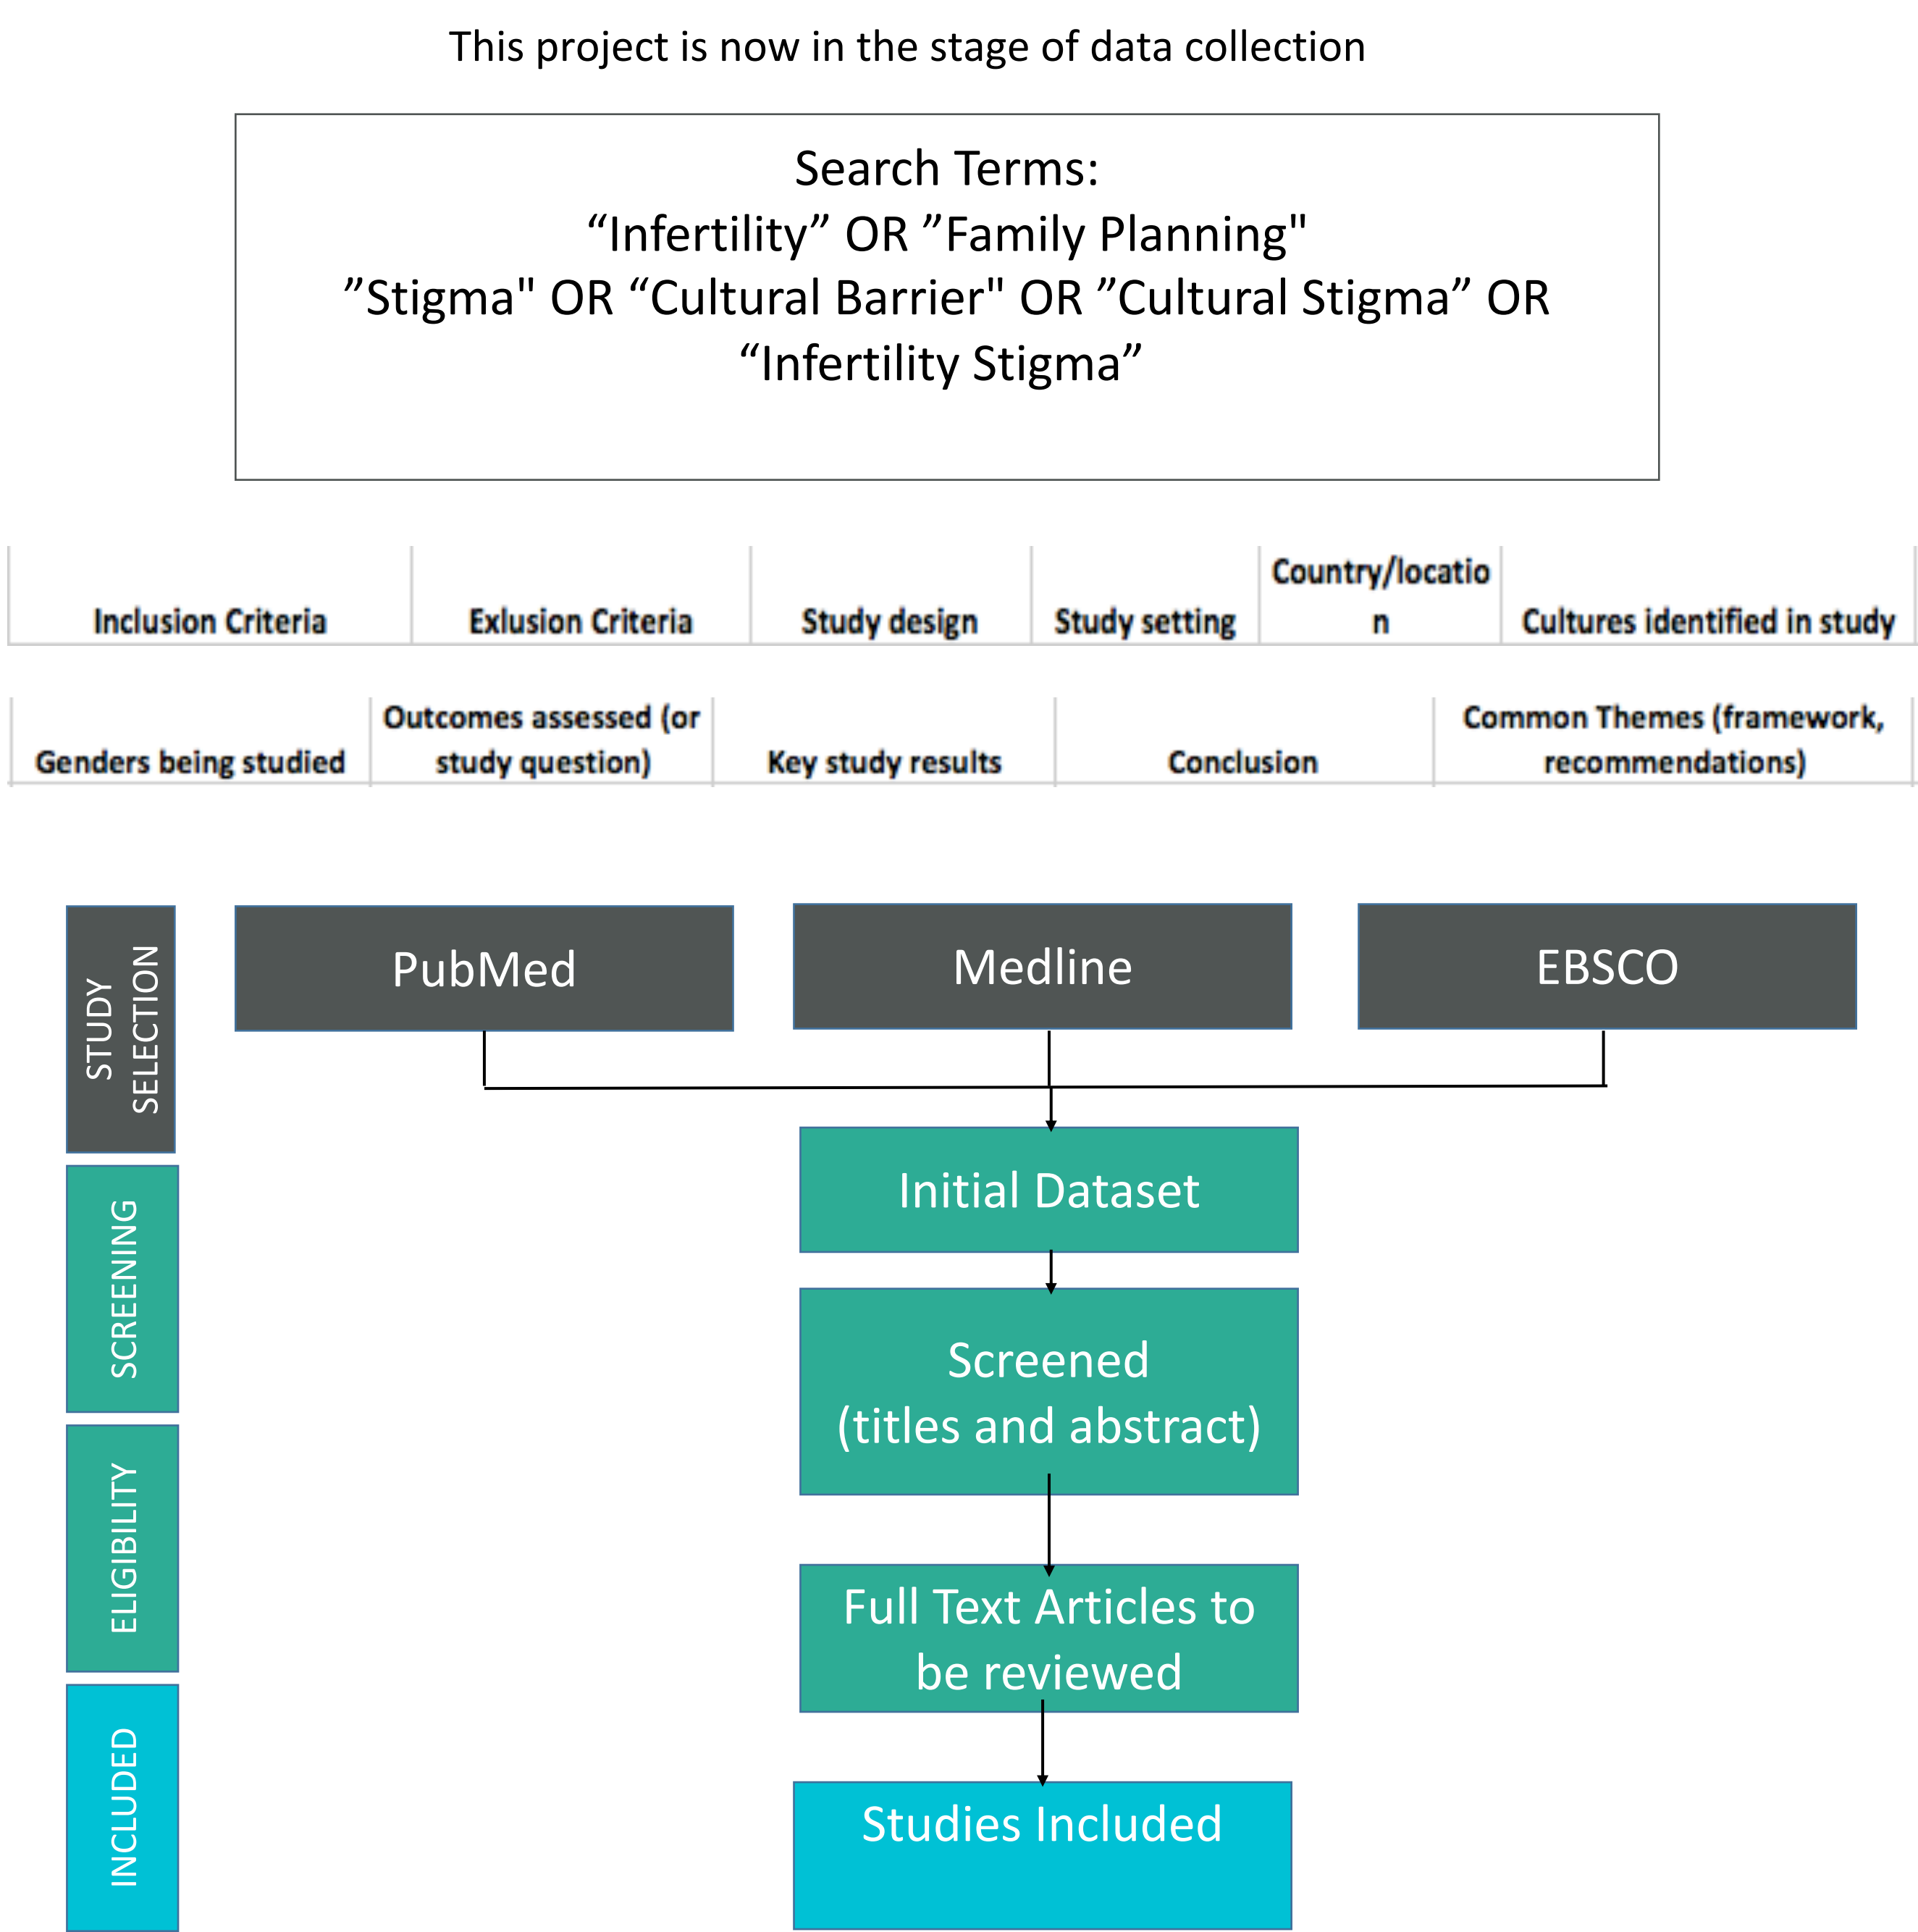 This project is now in the stage of data collection
Search Terms:
“Infertility” OR ”Family Planning"
”Stigma" OR “Cultural Barrier" OR ”Cultural Stigma” OR
“Infertility Stigma”
Inclusion Criteria
Exlusion Criteria
Study design
Study setting
Country/locatio
n
Cultures identified in study
Genders being studied
Outcomes assessed (or
study question)
Key study results
Conclusion
Common Themes (framework,
recommendations)
STUDY
SELECTION
PubMed
Medline
EBSCO
SCREENING
Initial Dataset
Screened
(titles and abstract)
ELIGIBILITY
Full Text Articles to
be reviewed
INCLUDED
Studies Included